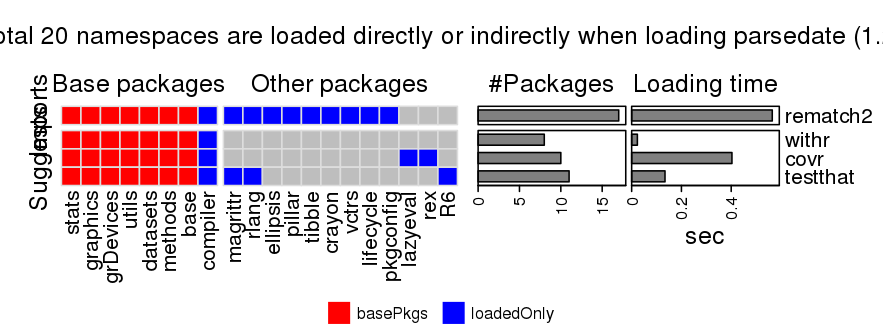 otal 20 namespaces are loaded directly or indirectly when loading parsedate (1.
Base packages Other packages #Packages Loading time
Imports
Suggests
rematch2
withr
covr
testthat
stats
graphics
grDevices
utils
datasets
methods
base
compiler
magrittr
rlang
ellipsis
pillar
tibble
crayon
vctrs
lifecycle
pkgconfig
lazyeval
rex
R6
0 5 10 15
0 0.2 0.4
sec
basePkgs loadedOnly